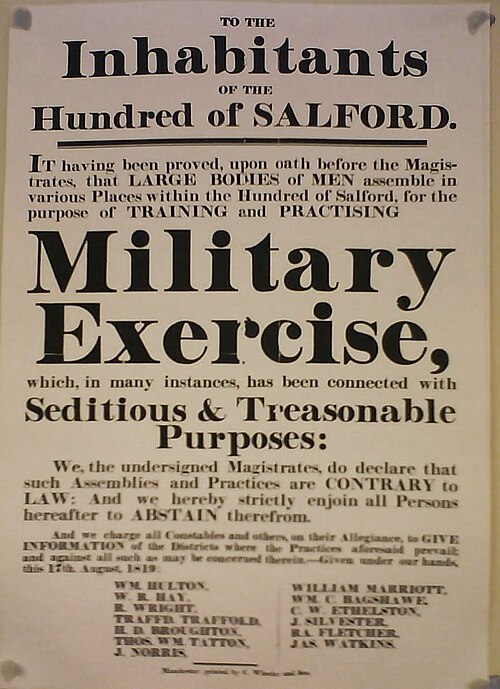 TO THE
Inhabitants
OF THE
Hundred of SALFORD.
IT having been proved, upon oath before the Magis-
trates, that LARGE BODIES of MEN assemble in
various Places within the Hundred of Salford, for the
purpose of TRAINING and PRACTISING
Military
Exercise,
which, in many instances, has been connected with
Seditious & Treasonable
Purposes:
We, the undersigned Magistrates, do declare that
such Assemblies and Practices are CONTRARY to
LAW: And we hereby strictly enjoin all Persons
hereafter to ABSTAIN therefrom.
And we charge all Constables and others, on their Allegiance, to GIVE
INFORMATION of the Districts where the Practices aforesaid prevail;
and against all such as may be concerned therein.—Given under our hands,
this 17th August, 1819
WM. HULTON,
W. R. HAY,
R. WRIGHT,
TRAFFD. TRAFFOLD,
H. D. BROUGHTON,
THOS. WM. TATTON,
J. NORRIS,
WILLIAM MARRIOTT,
WM. C. BAGSHAWE,
C. W. ETHELSTON,
J. SILVESTER,
RA. FLETCHER,
JAS. WATKINS.
Manchester: printed by C. and Son.